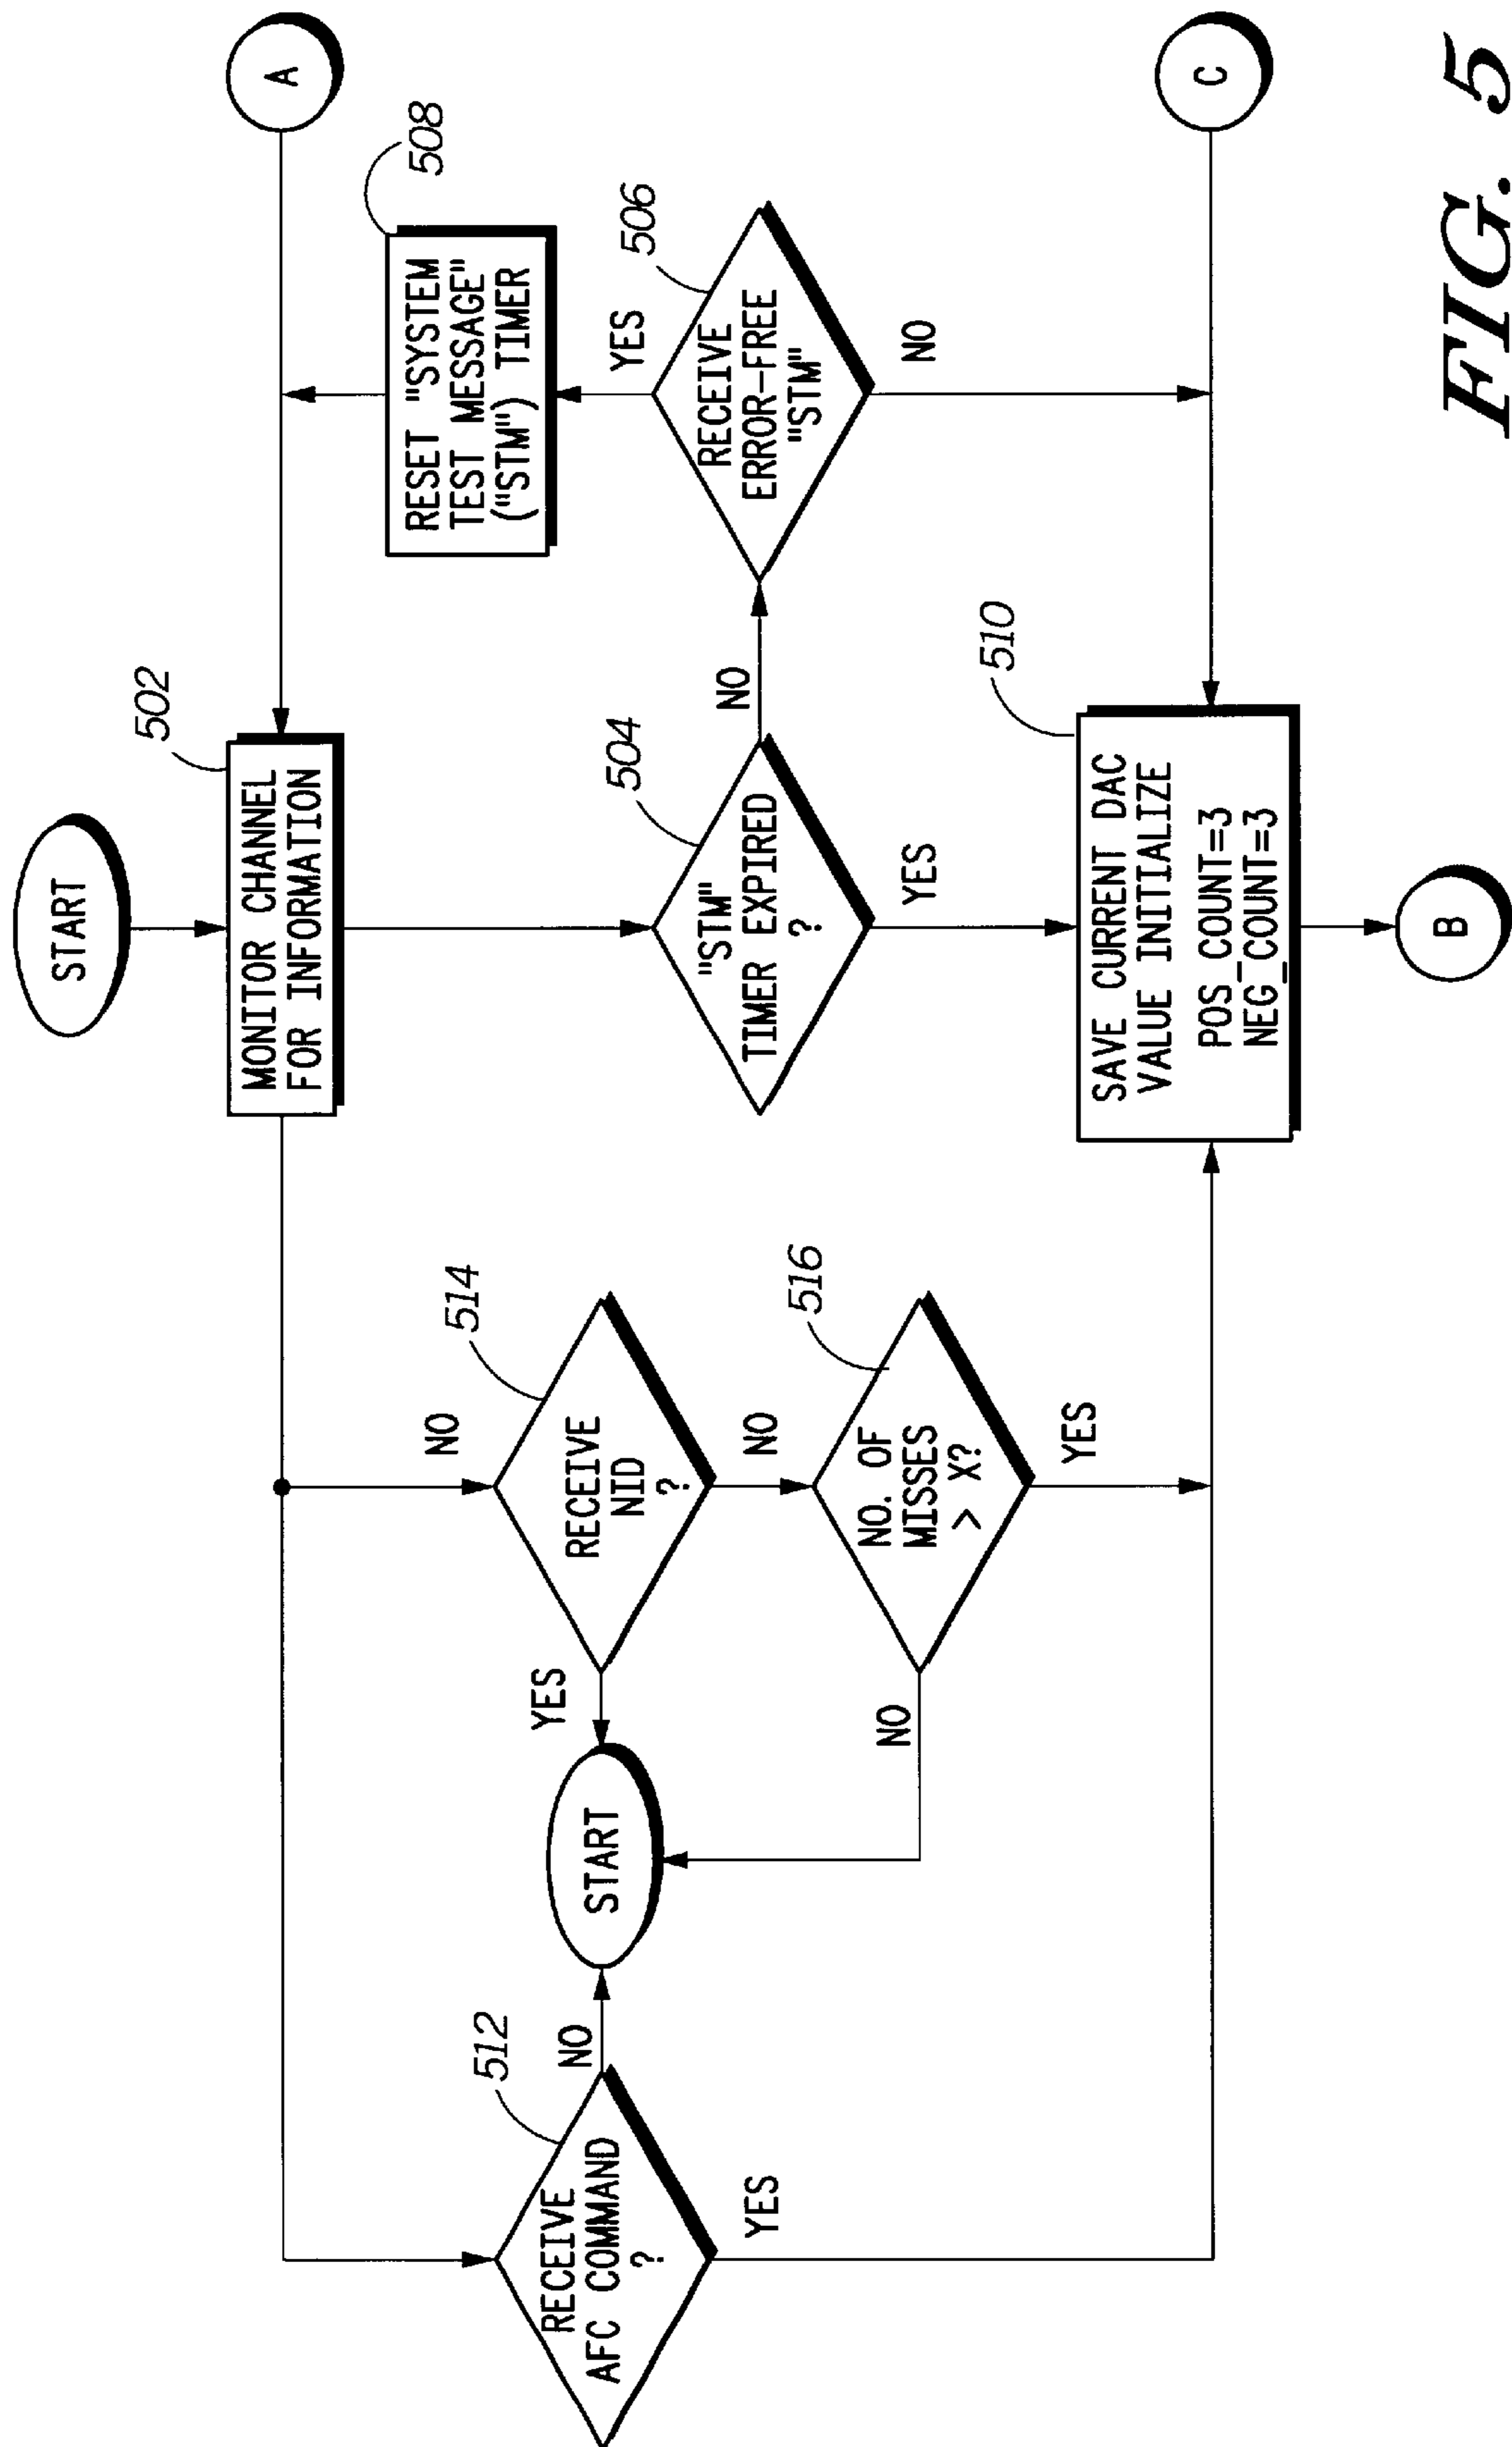 START
502
MONITOR CHANNEL
FOR INFORMATION
A
RESET "SYSTEM
TEST MESSAGE"
("STM") TIMER
508
504
"STM"
TIMER EXPIRED
?
NO
YES
506
RECEIVE
ERROR-FREE
"STM"
YES
NO
510
SAVE CURRENT DAC
VALUE INITIALIZE
POS_COUNT=3
NEG_COUNT=3
C
B
512
RECEIVE
AFC COMMAND
?
NO
YES
START
NO
514
RECEIVE
NID
?
YES
NO
516
NO. OF
MISSES
> X?
NO
YES
FIG. 5